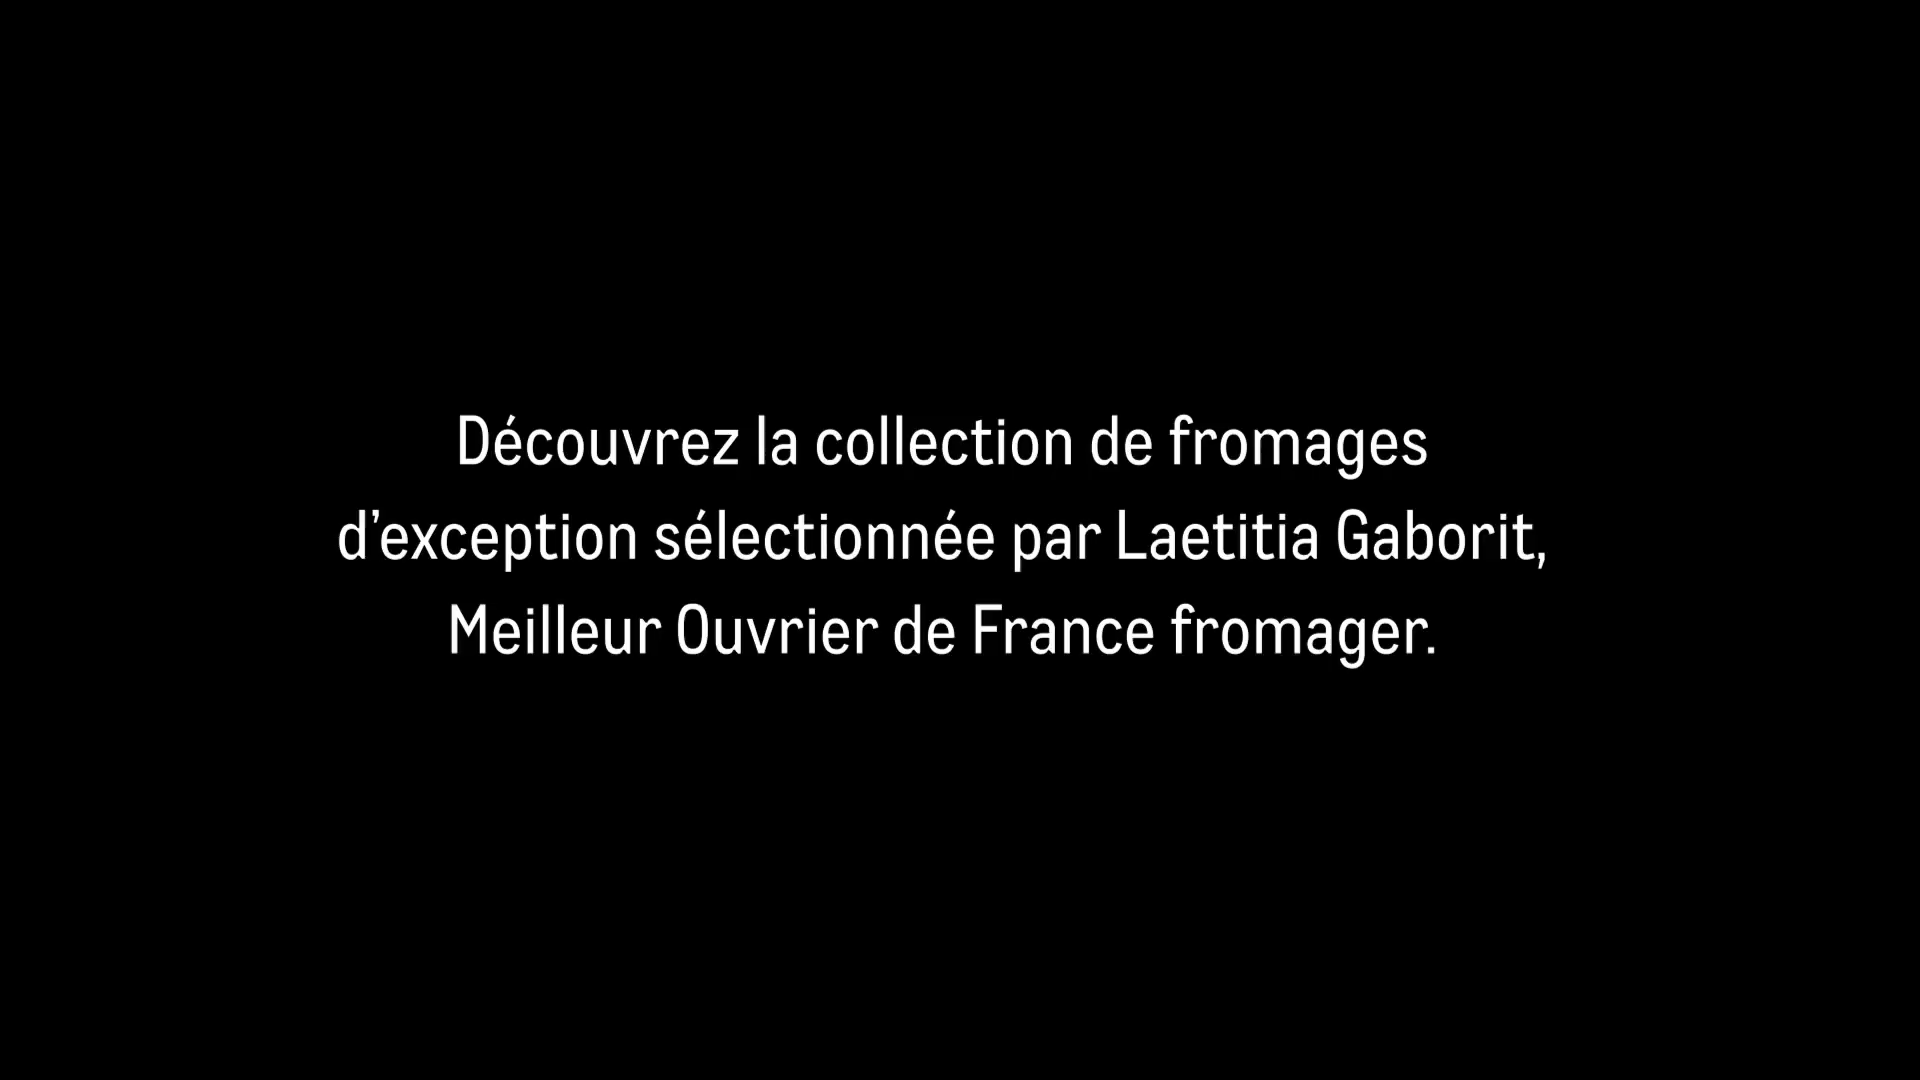 Découvrez la collection de fromages
d’exception sélectionnée par Laetitia Gaborit,
Meilleur Ouvrier de France fromager.